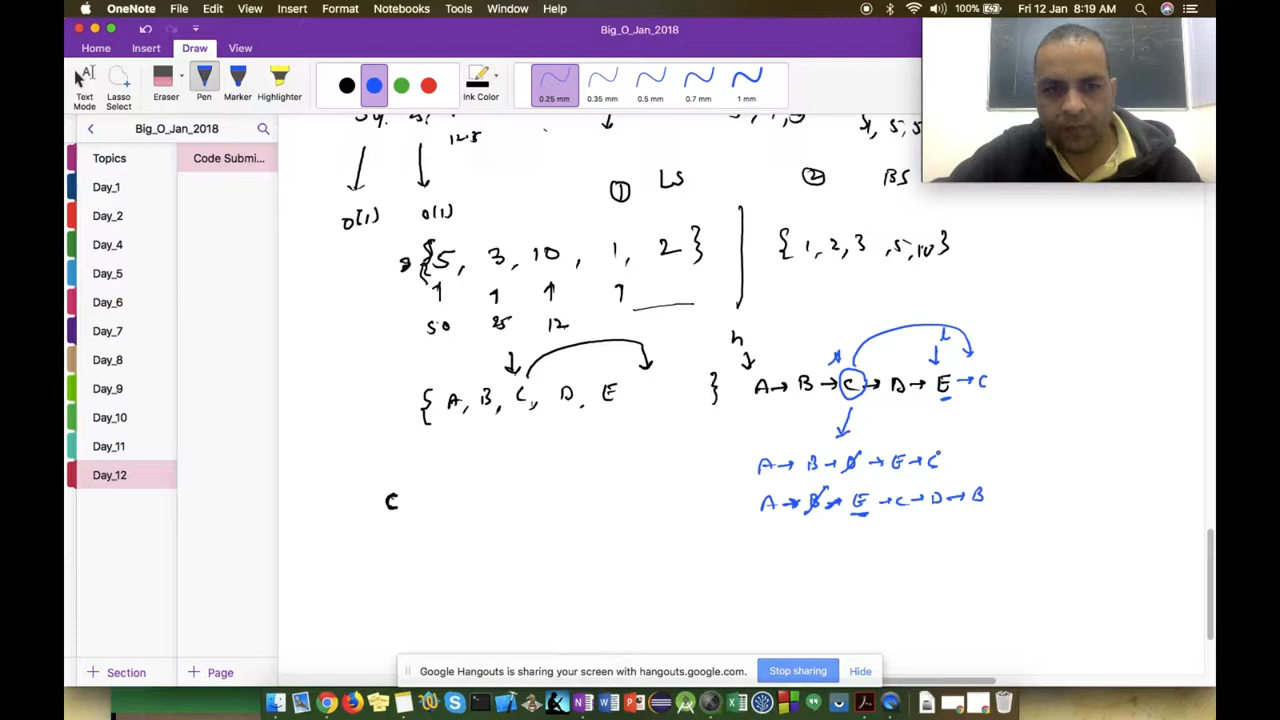 OneNote File Edit View Insert Format Notebooks Tools Window Help
100% Fri 12 Jan 8:19 AM
Big_O_Jan_2018
Home Insert Draw View
Text Mode
Lasso Select
Eraser
Pen
Marker
Highlighter
Ink Color
0.25 mm
0.35 mm
0.5 mm
0.7 mm
1 mm
Big_O_Jan_2018
Topics
Code Submi...
Day_1
Day_2
Day_4
Day_5
Day_6
Day_7
Day_8
Day_9
Day_10
Day_11
Day_12
125
① LS
② BS
O(1) O(1)
{5, 3, 10, 1, 2}
{1, 2, 3, 5, 10}
50 25 12
h
{A, B, C, D, E }
A→ B→ C→ D→ E→ C
A→ B→ D→ E→ C
A→ B→ E→ C→ D→ B
C
+ Section
+ Page
Google Hangouts is sharing your screen with hangouts.google.com.
Stop sharing
Hide